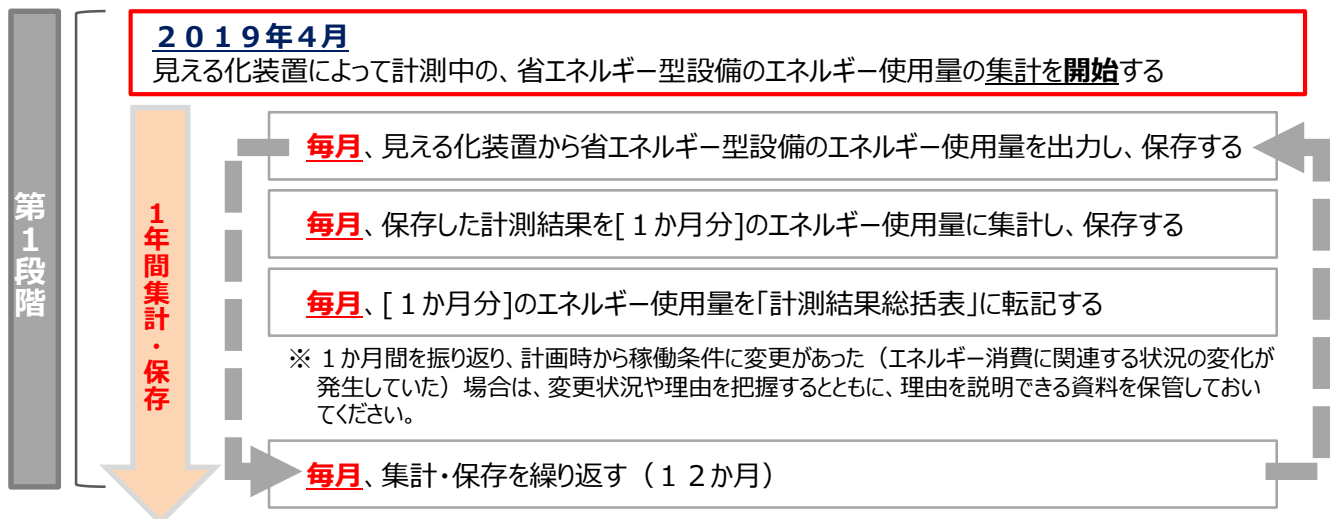 ２０１９年４月
見える化装置によって計測中の、省エネルギー型設備のエネルギー使用量の集計を開始する
第１段階
１年間集計・保存
毎月、見える化装置から省エネルギー型設備のエネルギー使用量を出力し、保存する
毎月、保存した計測結果を[１か月分]のエネルギー使用量に集計し、保存する
毎月、[１か月分]のエネルギー使用量を「計測結果総括表」に転記する
※ １か月間を振り返り、計画時から稼働条件に変更があった（エネルギー消費に関連する状況の変化が
発生していた）場合は、変更状況や理由を把握するとともに、理由を説明できる資料を保管しておい
てください。
毎月、集計・保存を繰り返す（１２か月）